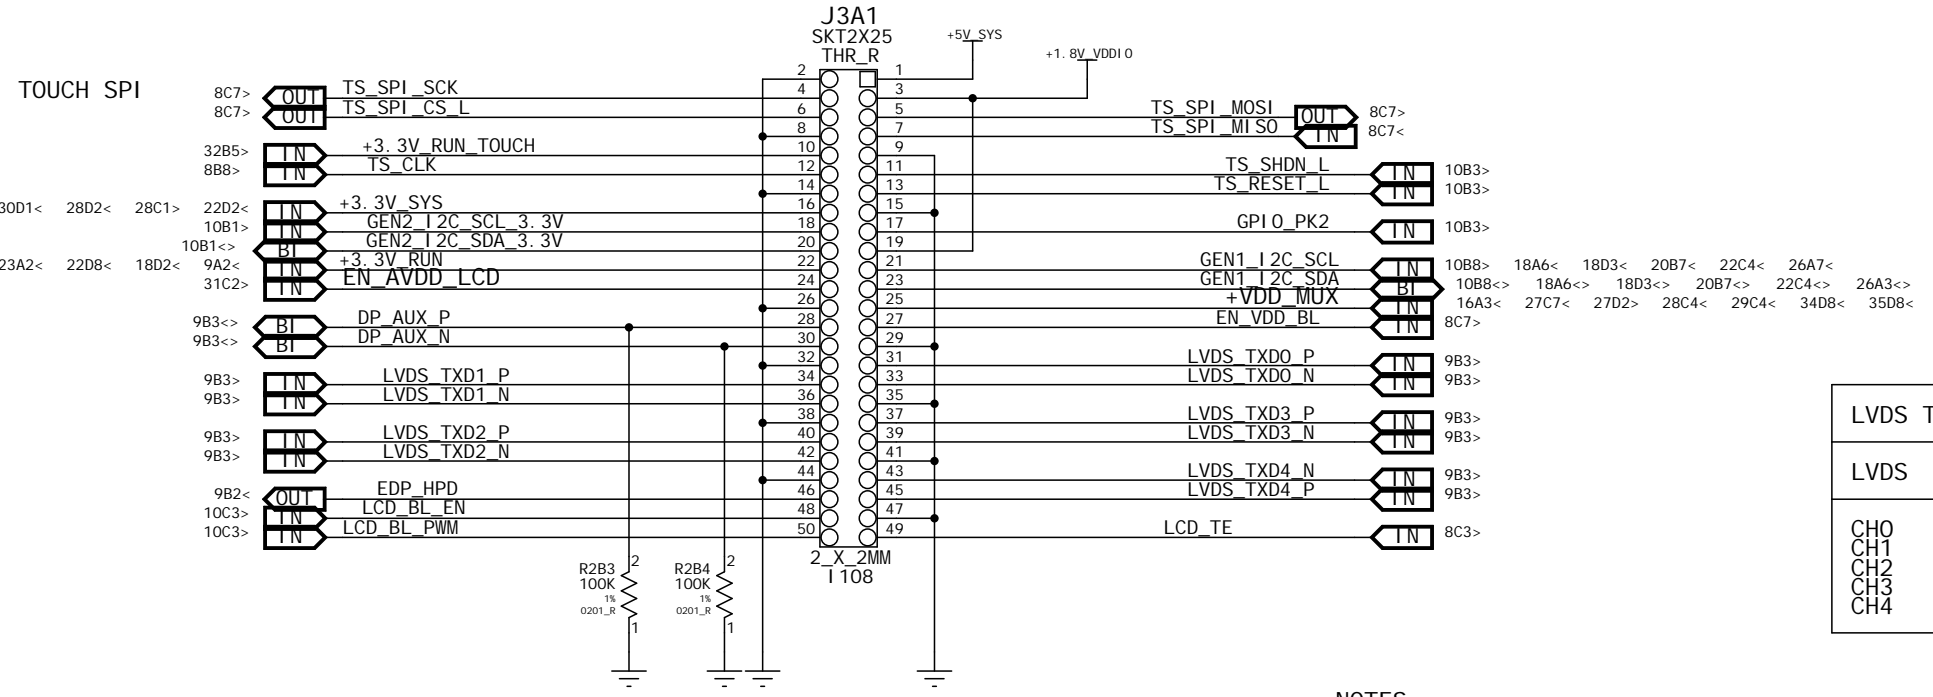 J3A1
SKT2X25
THR_R
+5V_SYS
+1.8V_VDDIO
TOUCH SPI
2 1
8C7> OUT TS_SPI_SCK 4 3
8C7> OUT TS_SPI_CS_L 6 5 TS_SPI_MOSI OUT 8C7>
8 7 TS_SPI_MISO IN 8C7<
32B5> IN +3.3V_RUN_TOUCH 10 9
8B8> IN TS_CLK 12 11 TS_SHDN_L IN 10B3>
14 13 TS_RESET_L IN 10B3>
30D1< 28D2< 28C1> 22D2< IN +3.3V_SYS 16 15
10B1> IN GEN2_I2C_SCL_3.3V 18 17 GPIO_PK2 IN 10B3>
10B1<> BI GEN2_I2C_SDA_3.3V 20 19
23A2< 22D8< 18D2< 9A2< IN +3.3V_RUN 22 21 GEN1_I2C_SCL IN 10B8> 18A6< 18D3< 20B7< 22C4< 26A7<
31C2> IN EN_AVDD_LCD 24 23 GEN1_I2C_SDA BI 10B8<> 18A6<> 18D3<> 20B7<> 22C4<> 26A3<>
26 25 +VDD_MUX IN 16A3< 27C7< 27D2> 28C4< 29C4< 34D8< 35D8<
9B3<> BI DP_AUX_P 28 27 EN_VDD_BL IN 8C7>
9B3<> BI DP_AUX_N 30 29
32 31 LVDS_TXD0_P IN 9B3>
9B3> IN LVDS_TXD1_P 34 33 LVDS_TXD0_N IN 9B3>
9B3> IN LVDS_TXD1_N 36 35
38 37 LVDS_TXD3_P IN 9B3>
9B3> IN LVDS_TXD2_P 40 39 LVDS_TXD3_N IN 9B3>
9B3> IN LVDS_TXD2_N 42 41
44 43 LVDS_TXD4_N IN 9B3>
9B2< OUT EDP_HPD 46 45 LVDS_TXD4_P IN 9B3>
10C3> IN LCD_BL_EN 48 47
10C3> IN LCD_BL_PWM 50 49 LCD_TE IN 8C3>
2_X_2MM
I108
R2B3
100K
1%
0201_R
2
1
R2B4
100K
1%
0201_R
2
1
LVDS T
LVDS
CH0
CH1
CH2
CH3
CH4
NOTES